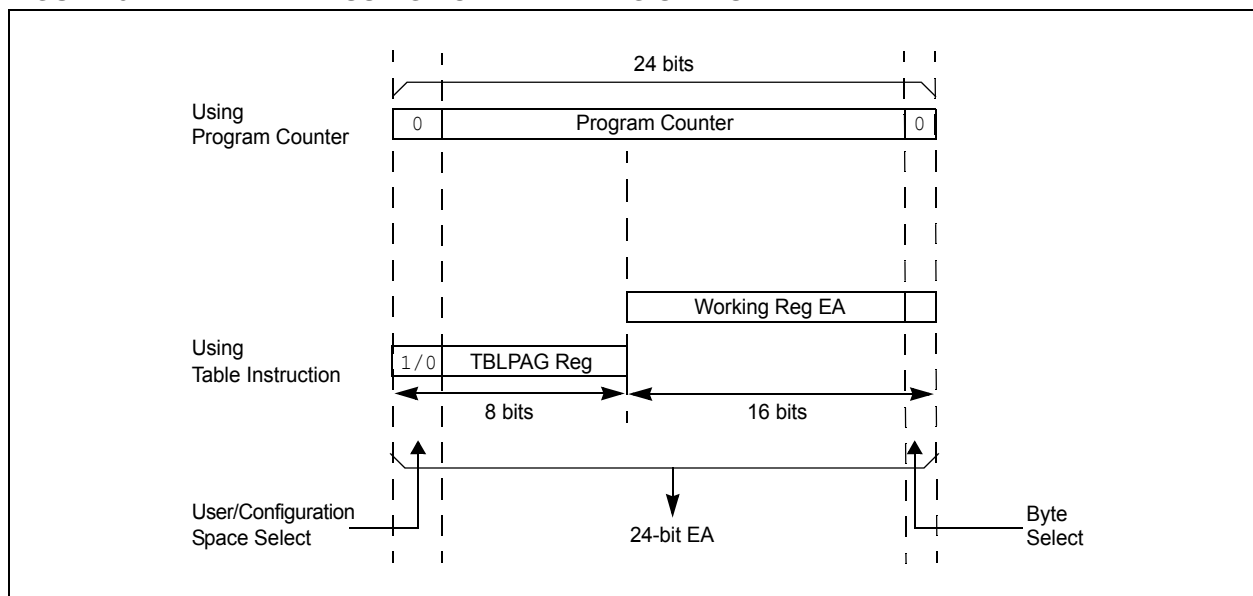 24 bits
Using
Program Counter
0
Program Counter
0
Working Reg EA
Using
Table Instruction
1/0
TBLPAG Reg
8 bits
16 bits
User/Configuration
Space Select
24-bit EA
Byte
Select